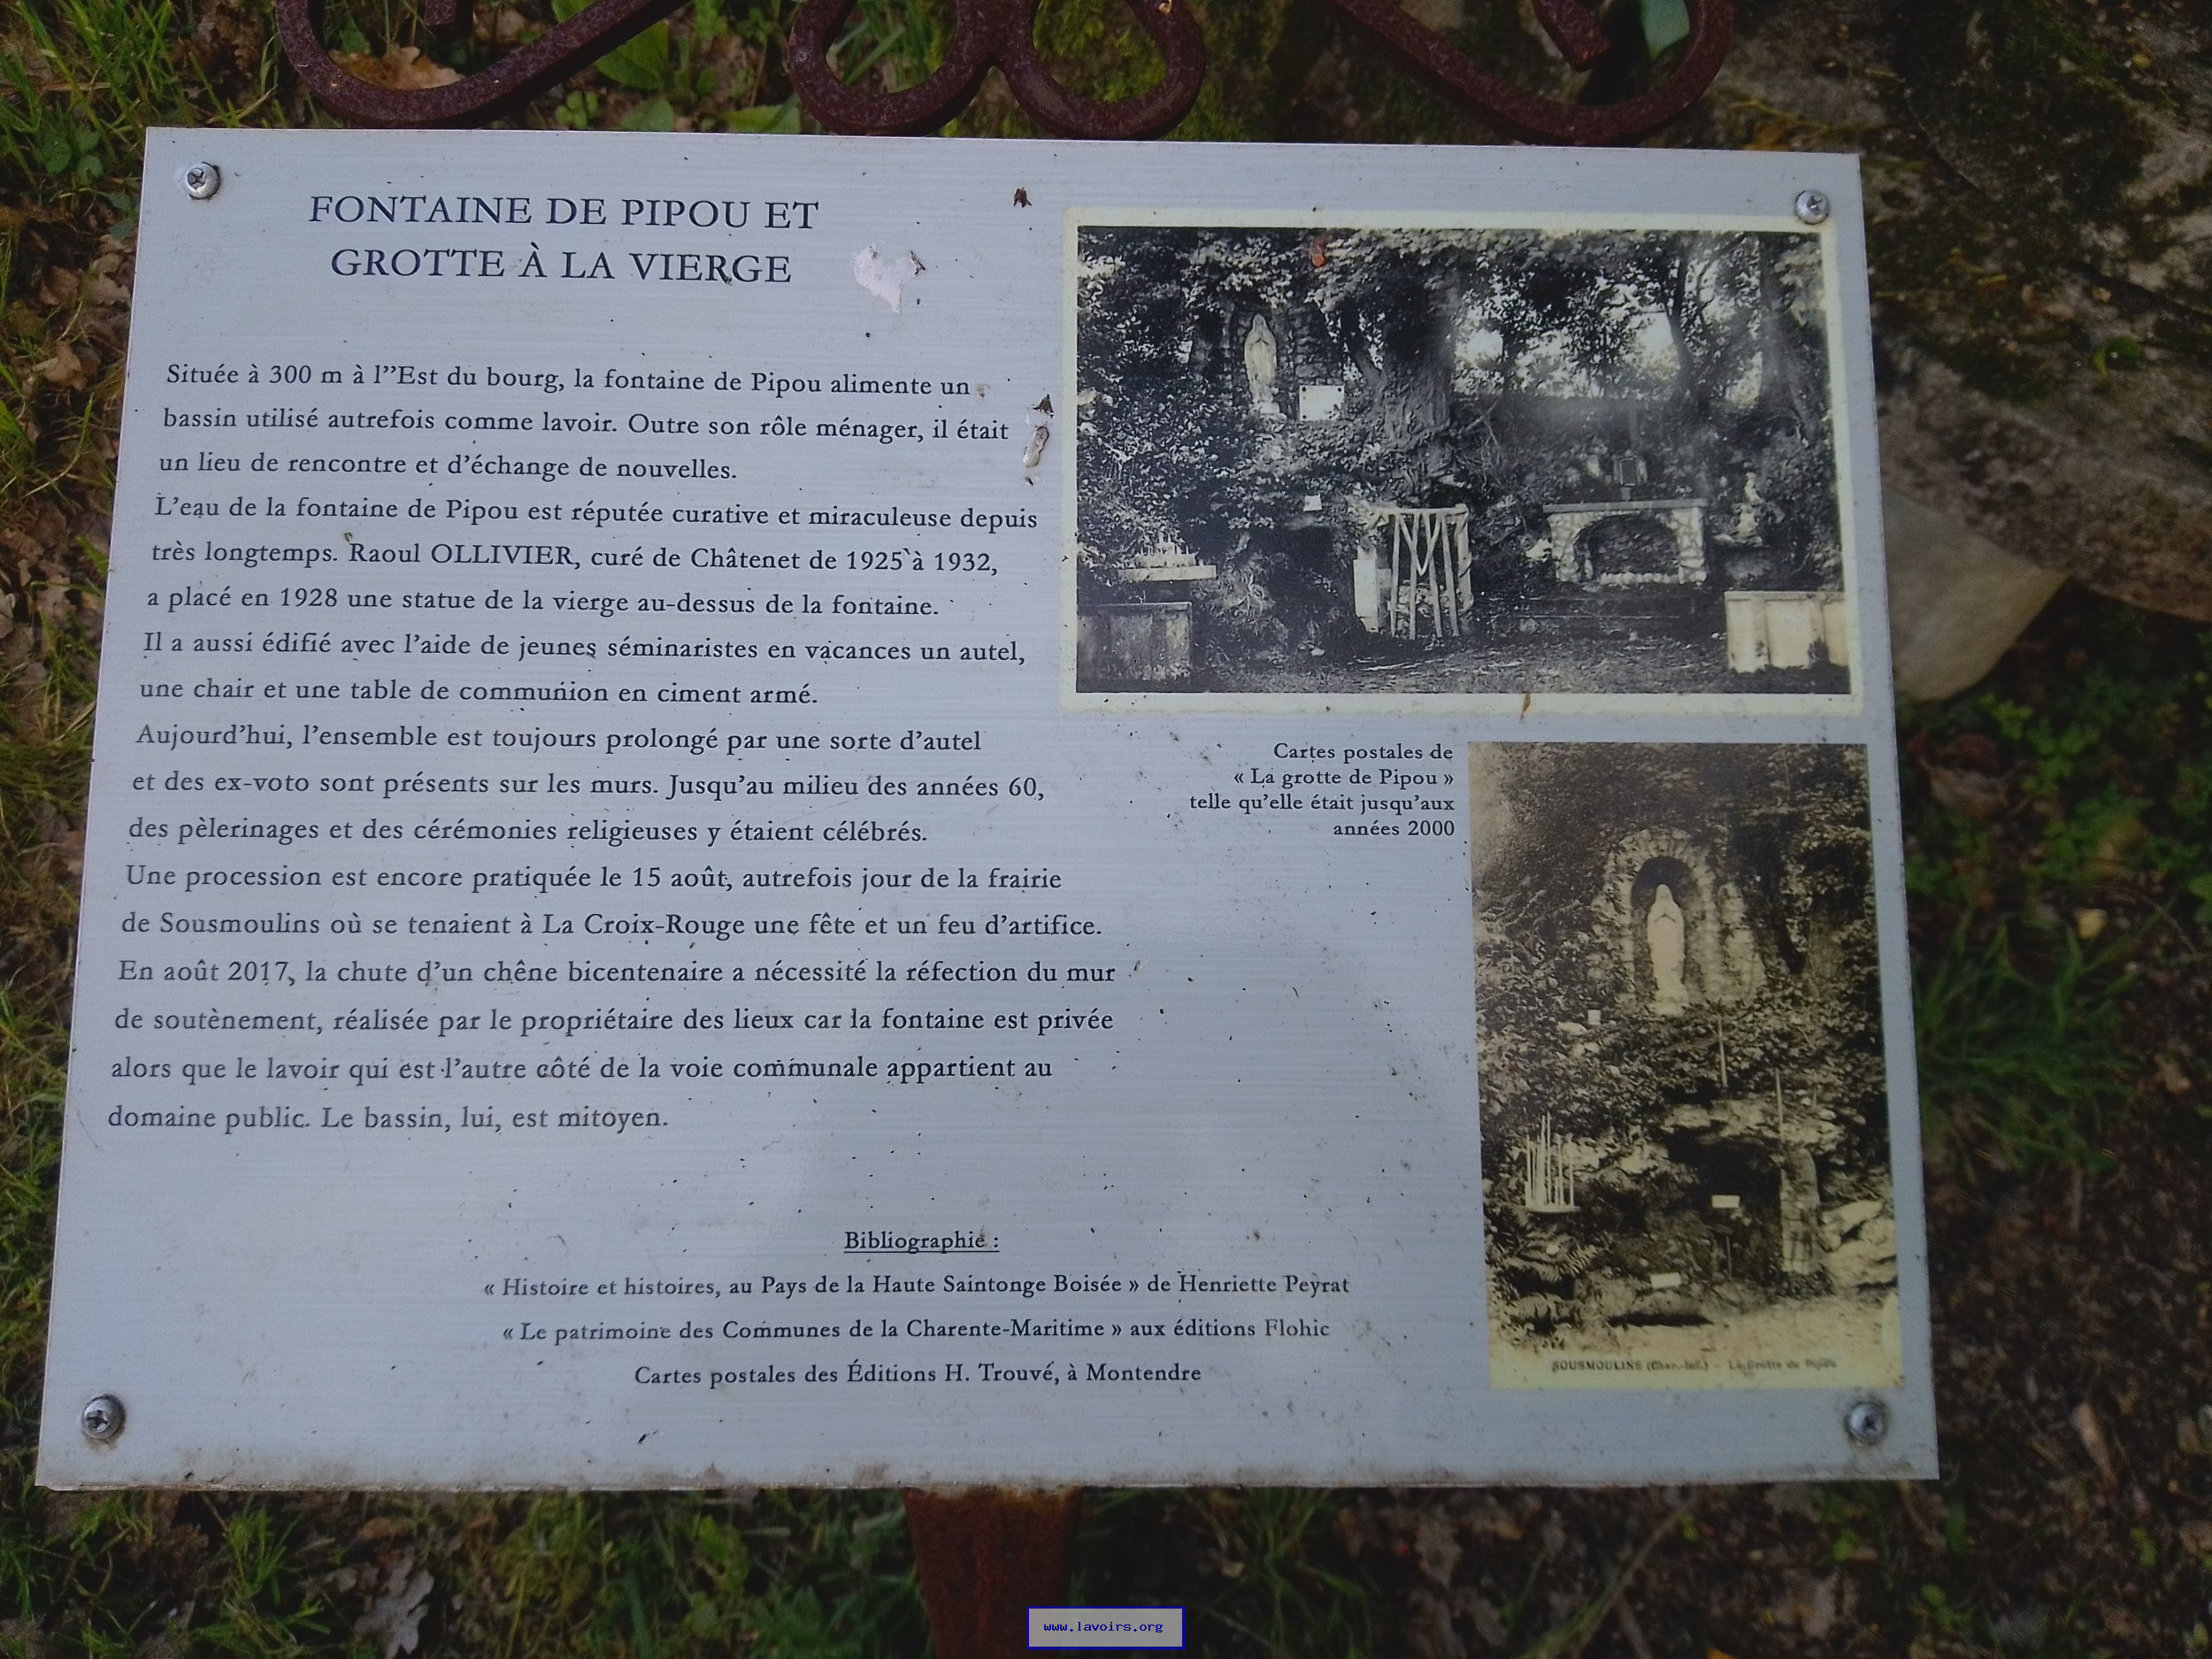 FONTAINE DE PIPOU ET
GROTTE À LA VIERGE
Située à 300 m à l’’Est du bourg, la fontaine de Pipou alimente un
bassin utilisé autrefois comme lavoir. Outre son rôle ménager, il était
un lieu de rencontre et d’échange de nouvelles.
L’eau de la fontaine de Pipou est réputée curative et miraculeuse depuis
très longtemps. Raoul OLLIVIER, curé de Châtenet de 1925 à 1932,
a placé en 1928 une statue de la vierge au-dessus de la fontaine.
Il a aussi édifié avec l’aide de jeunes séminaristes en vacances un autel,
une chair et une table de communion en ciment armé.
Aujourd’hui, l’ensemble est toujours prolongé par une sorte d’autel
et des ex-voto sont présents sur les murs. Jusqu’au milieu des années 60,
des pèlerinages et des cérémonies religieuses y étaient célébrés.
Une procession est encore pratiquée le 15 août, autrefois jour de la frairie
de Sousmoulins où se tenaient à La Croix-Rouge une fête et un feu d’artifice.
En août 2017, la chute d’un chêne bicentenaire a nécessité la réfection du mur
de soutènement, réalisée par le propriétaire des lieux car la fontaine est privée
alors que le lavoir qui est l’autre côté de la voie communale appartient au
domaine public. Le bassin, lui, est mitoyen.
Cartes postales de
« La grotte de Pipou »
telle qu’elle était jusqu’aux
années 2000
SOUSMOULINS (Char.-Inf.) - La Grotte de Pipou
Bibliographie :
« Histoire et histoires, au Pays de la Haute Saintonge Boisée » de Henriette Peyrat
« Le patrimoine des Communes de la Charente-Maritime » aux éditions Flohic
Cartes postales des Éditions H. Trouvé, à Montendre
www.lavoirs.org